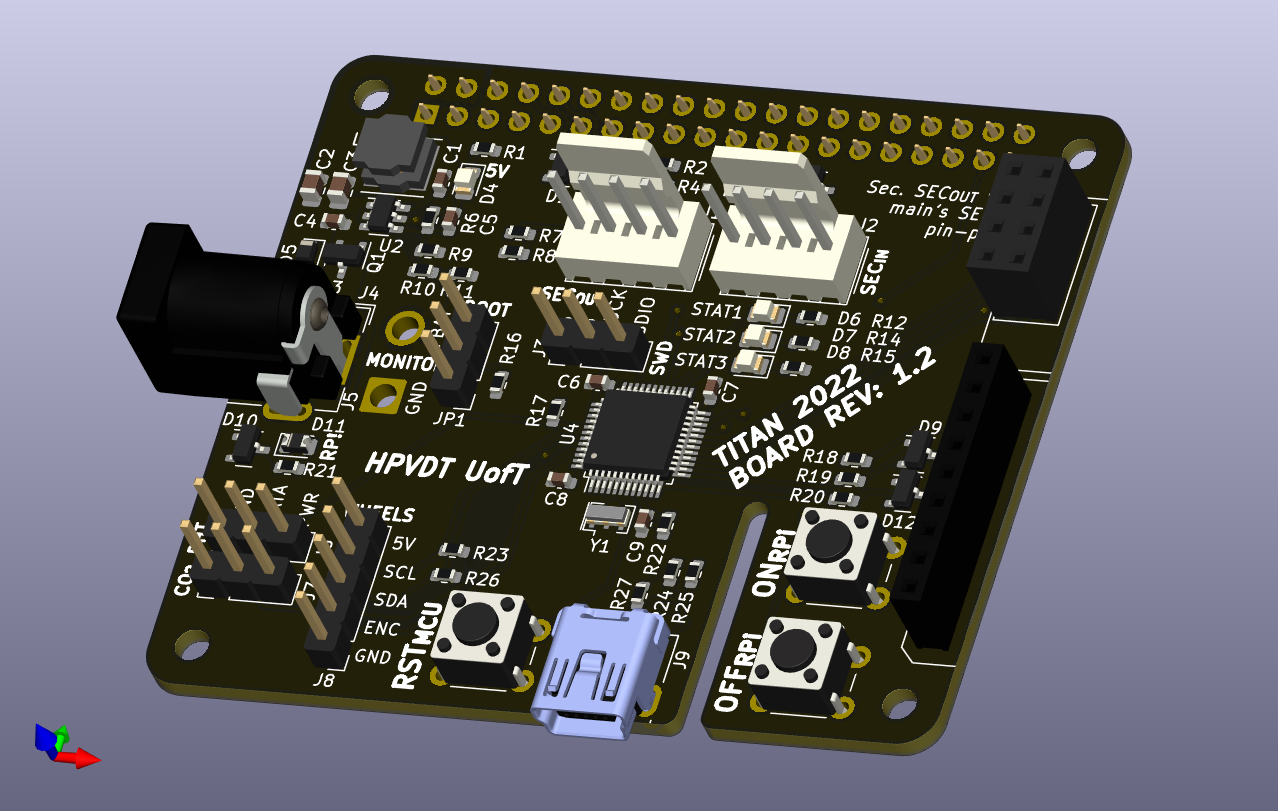 C2
C1
R1
5V
D4
R2
R4
C4
U2
R6
C5
R7
R8
Q1
R9
R10
J4
Sec. SECout
main's SE
pin-p
J2
SECin
STAT1
STAT2
STAT3
D6 R12
D7 R14
D8 R15
SWD
R16
C6
C7
MONITO
GND
J5
JP1
R17
U4
TITAN 2022
BOARD REV: 1.2
D10
D11
RPi
R21
HPVDT UofT
C8
Y1
C9
R22
R18
R19
R20
D9
D12
5V
SCL
SDA
ENC
GND
J8
R23
R26
RSTMCU
R27
R24
R25
J9
ONRPi
OFFRPi